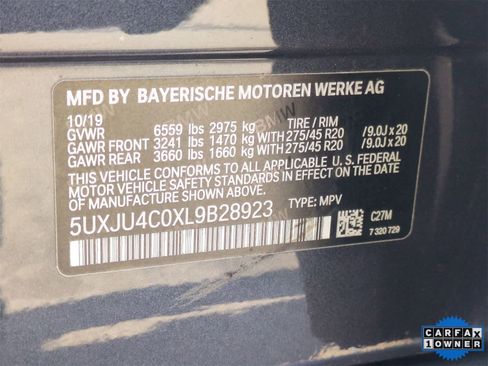 MFD BY BAYERISCHE MOTOREN WERKE AG
10/19
GVWR 6559 lbs 2975 kg TIRE / RIM
GAWR FRONT 3241 lbs 1470 kg WITH 275/45 R20 /9.0J x 20
GAWR REAR 3660 lbs 1660 kg WITH 275/45 R20 /9.0J x 20
THIS VEHICLE CONFORMS TO ALL APPLICABLE U.S. FEDERAL
MOTOR VEHICLE SAFETY STANDARDS IN EFFECT ON THE
DATE OF MANUFACTURE SHOWN ABOVE.
5UXJU4C0XL9B28923 TYPE: MPV
C27M
7 320 729
CARFAX
1 OWNER